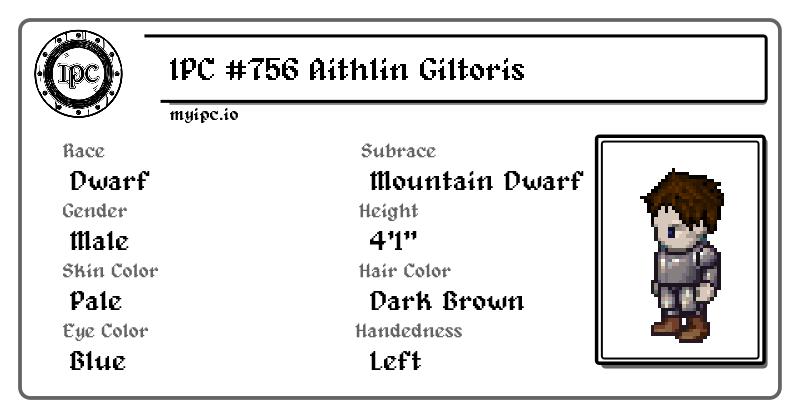 IPC
IPC #756 Aithlin Giltoris
myipc.io
Race
Dwarf
Subrace
Mountain Dwarf
Gender
Male
Height
4'1"
Skin Color
Pale
Hair Color
Dark Brown
Eye Color
Blue
Handedness
Left